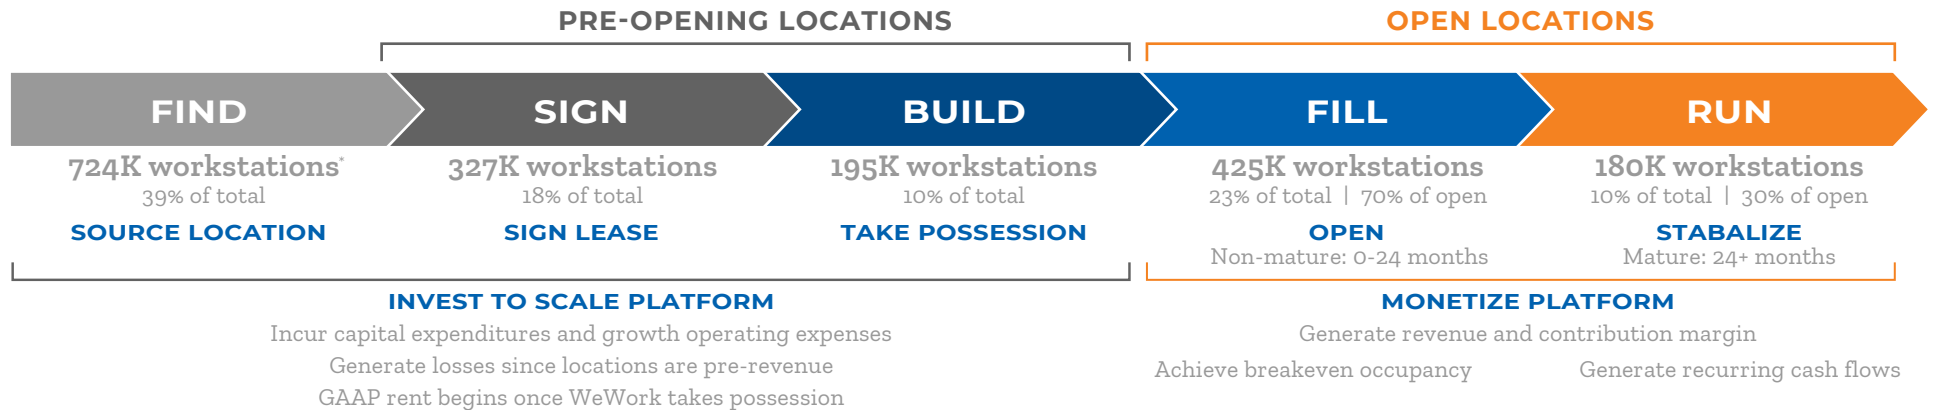 PRE-OPENING LOCATIONS
OPEN LOCATIONS
FIND
SIGN
BUILD
FILL
RUN
724K workstations*
39% of total
SOURCE LOCATION
327K workstations
18% of total
SIGN LEASE
195K workstations
10% of total
TAKE POSSESSION
425K workstations
23% of total | 70% of open
OPEN
Non-mature: 0-24 months
180K workstations
10% of total | 30% of open
STABALIZE
Mature: 24+ months
INVEST TO SCALE PLATFORM
Incur capital expenditures and growth operating expenses
Generate losses since locations are pre-revenue
GAAP rent begins once WeWork takes possession
MONETIZE PLATFORM
Generate revenue and contribution margin
Achieve breakeven occupancy
Generate recurring cash flows